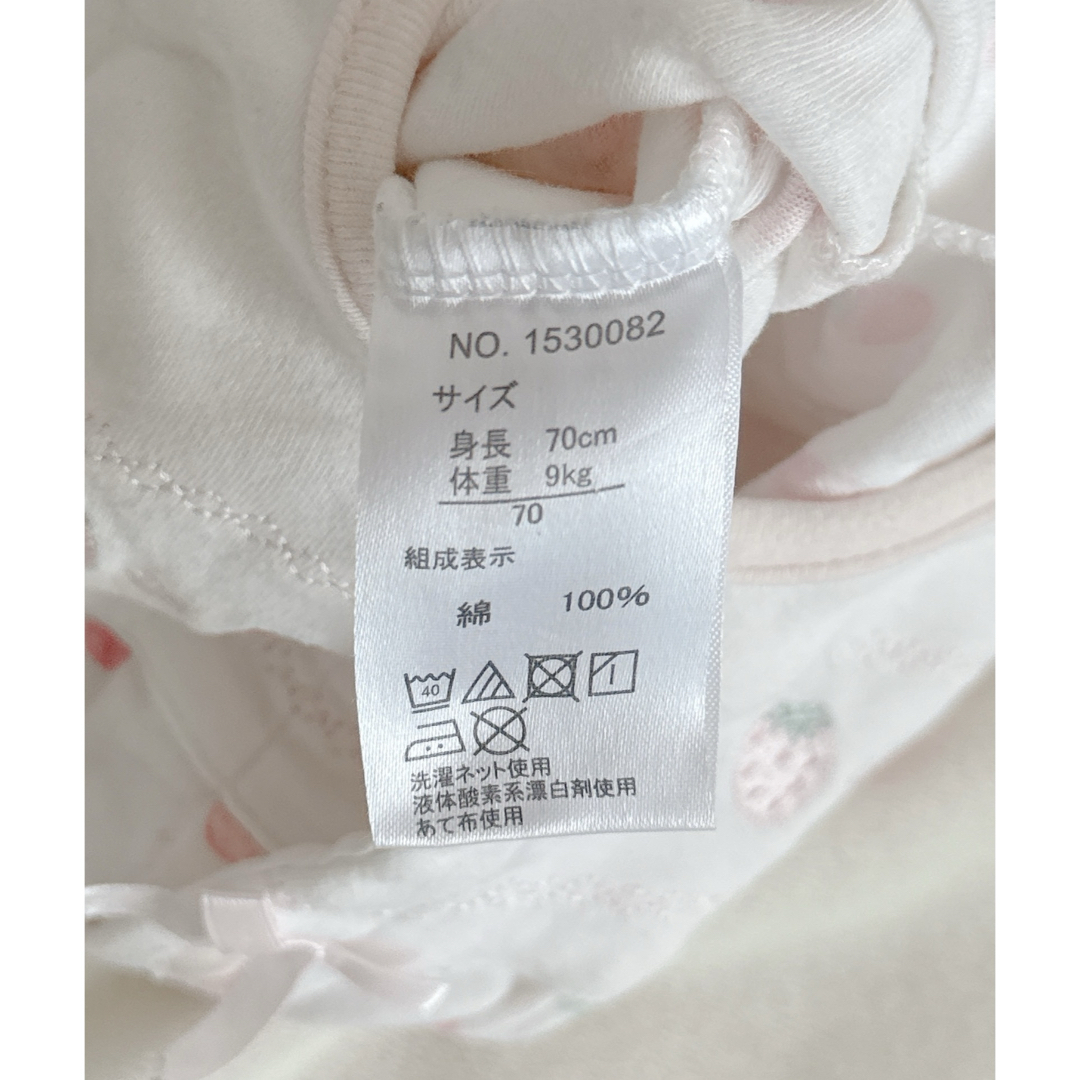 NO. 1530082
サイズ
身長 70cm
体重 9kg
70
組成表示
綿 100%
40
洗濯ネット使用
液体酸素系漂白剤使用
あて布使用